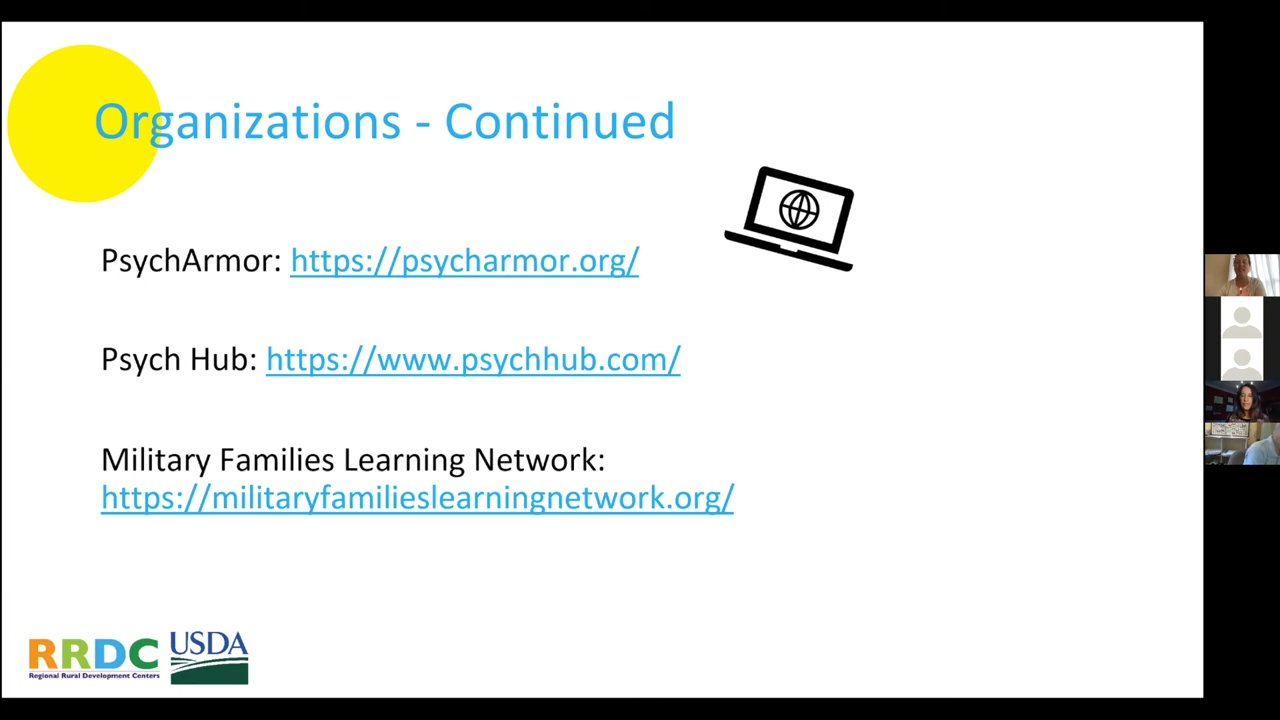 Organizations - Continued
PsychArmor: https://psycharmor.org/
Psych Hub: https://www.psychhub.com/
Military Families Learning Network:
https://militaryfamilieslearningnetwork.org/
RRDC
Regional Rural Development Centers
USDA